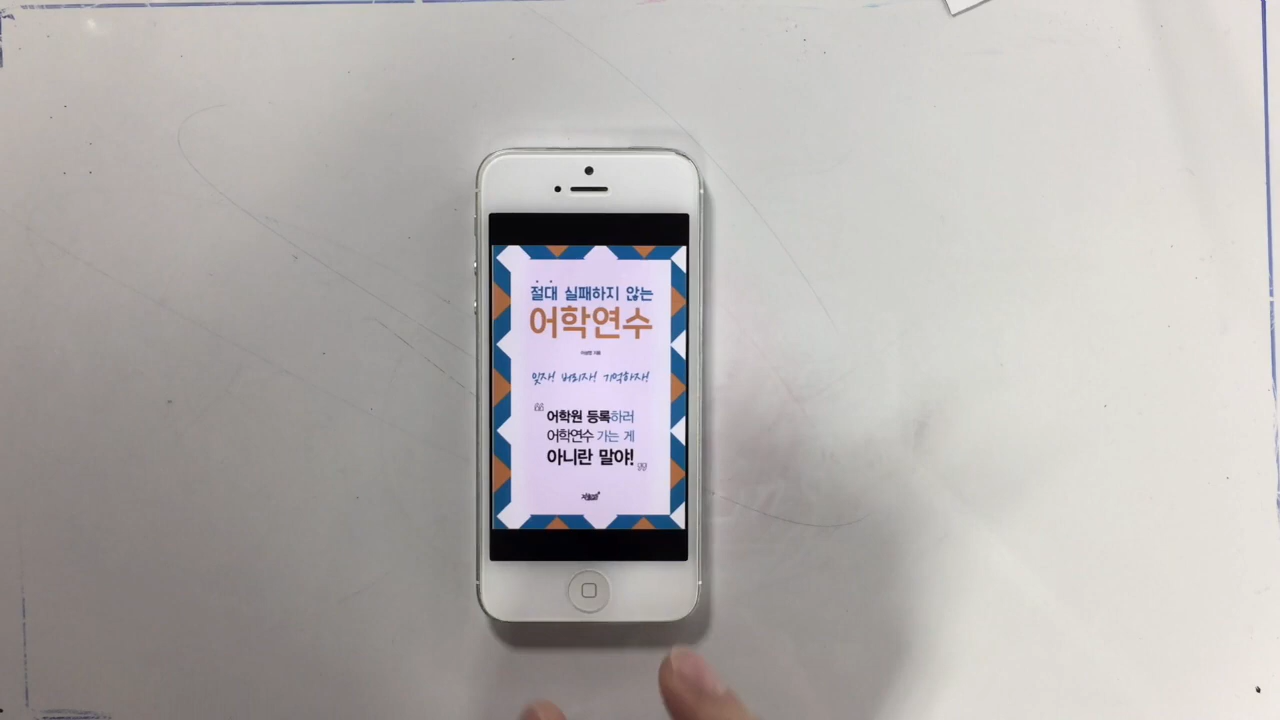 절대 실패하지 않는
어학연수
잊자! 버리자! 기억하자!
어학원 등록하러
어학연수 가는 게
아니란 말야!